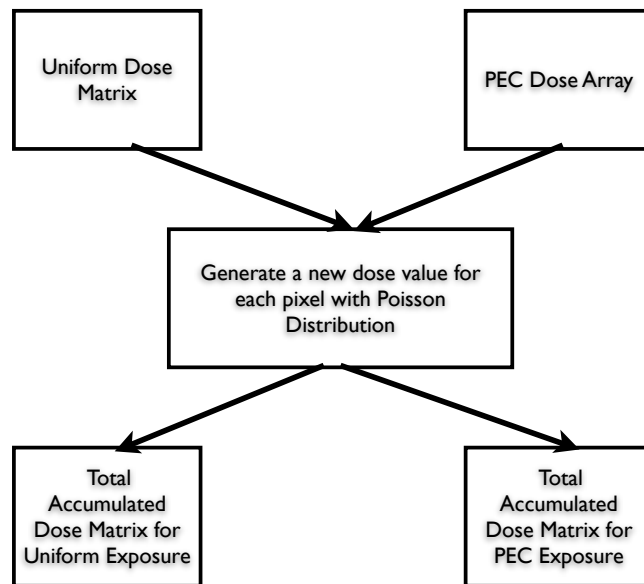 Uniform Dose
Matrix
PEC Dose Array
Generate a new dose value for
each pixel with Poisson
Distribution
Total
Accumulated
Dose Matrix for
Uniform Exposure
Total
Accumulated
Dose Matrix for
PEC Exposure